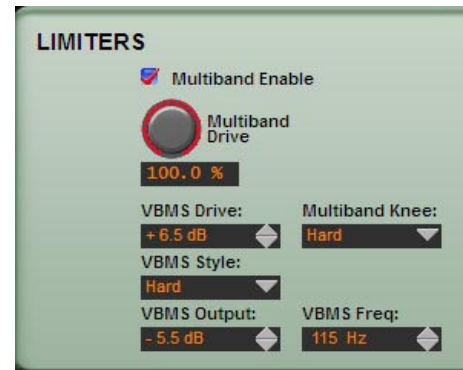 LIMITERS
Multiband Enable
Multiband
Drive
100.0 %
VBMS Drive: Multiband Knee:
+6.5 dB Hard
VBMS Style:
Hard
VBMS Output: VBMS Freq:
- 5.5 dB 115 Hz